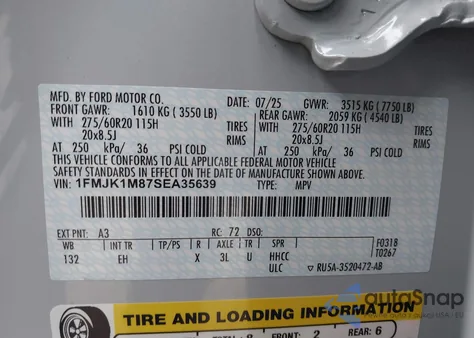 MFD. BY FORD MOTOR CO. DATE: 07/25 GVWR: 3515 KG ( 7750 LB)
FRONT GAWR: 1610 KG ( 3550 LB) REAR GAWR: 2059 KG ( 4540 LB)
WITH 275/60R20 115H TIRES WITH 275/60R20 115H TIRES
20x8.5J RIMS 20x8.5J RIMS
AT 250 kPa/ 36 PSI COLD AT 250 kPa/ 36 PSI COLD
THIS VEHICLE CONFORMS TO ALL APPLICABLE FEDERAL MOTOR VEHICLE
SAFETY STANDARDS IN EFFECT ON THE DATE OF MANUFACTURE SHOWN ABOVE.
VIN: 1FMJK1M87SEA35639 TYPE: MPV
EXT PNT: A3 RC: 72 DSO: F0318
WB INT TR TP/PS R AXLE TR SPR T0267
132 EH X 3L U HHCC
ULC RU5A-3520472-AB
TIRE AND LOADING INFORMATION
FRONT: 2 REAR: 6
autoSnap